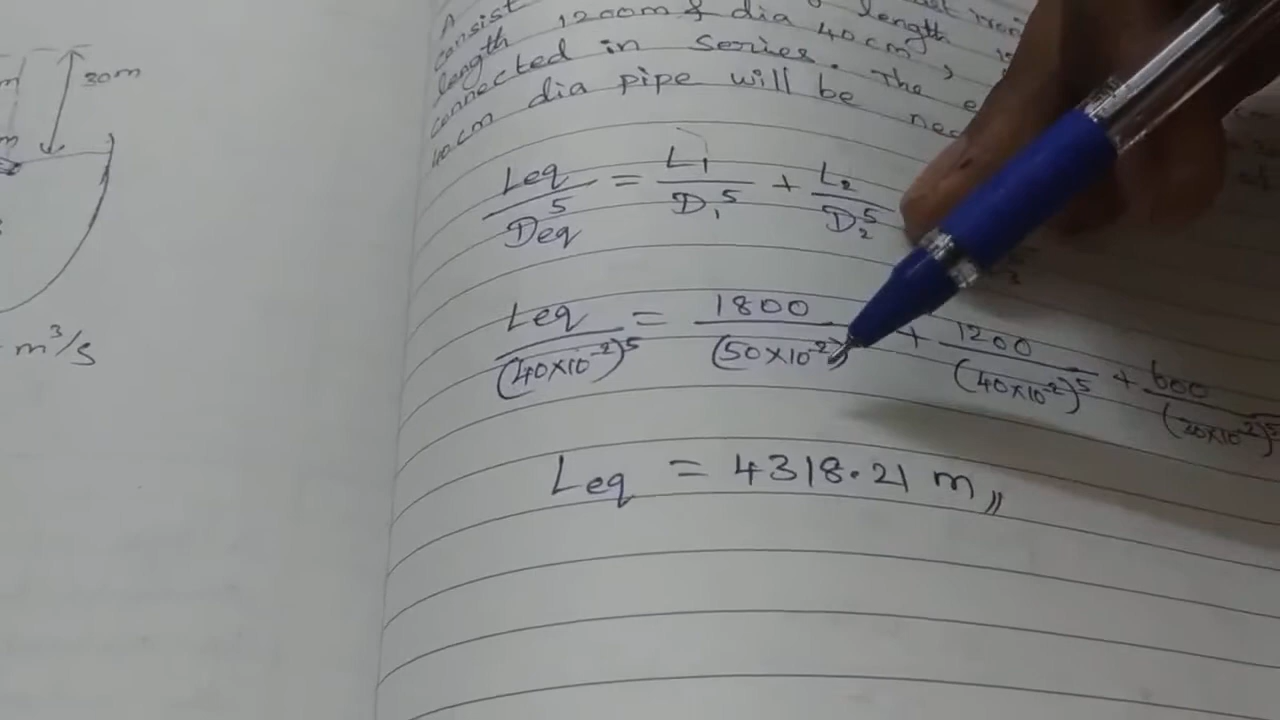 30m
m
m
m³/s
A
consist length
length 1200m & dia 40cm,
connected in series. The
40cm dia pipe will be
Leq/Deq⁵ = L₁/D₁⁵ + L₂/D₂⁵
Leq/(40×10⁻²)⁵ = 1800/(50×10⁻²) + 1200/(40×10⁻²)⁵ + 600/(20×10⁻²)⁵
Leq = 4318.21 m,,